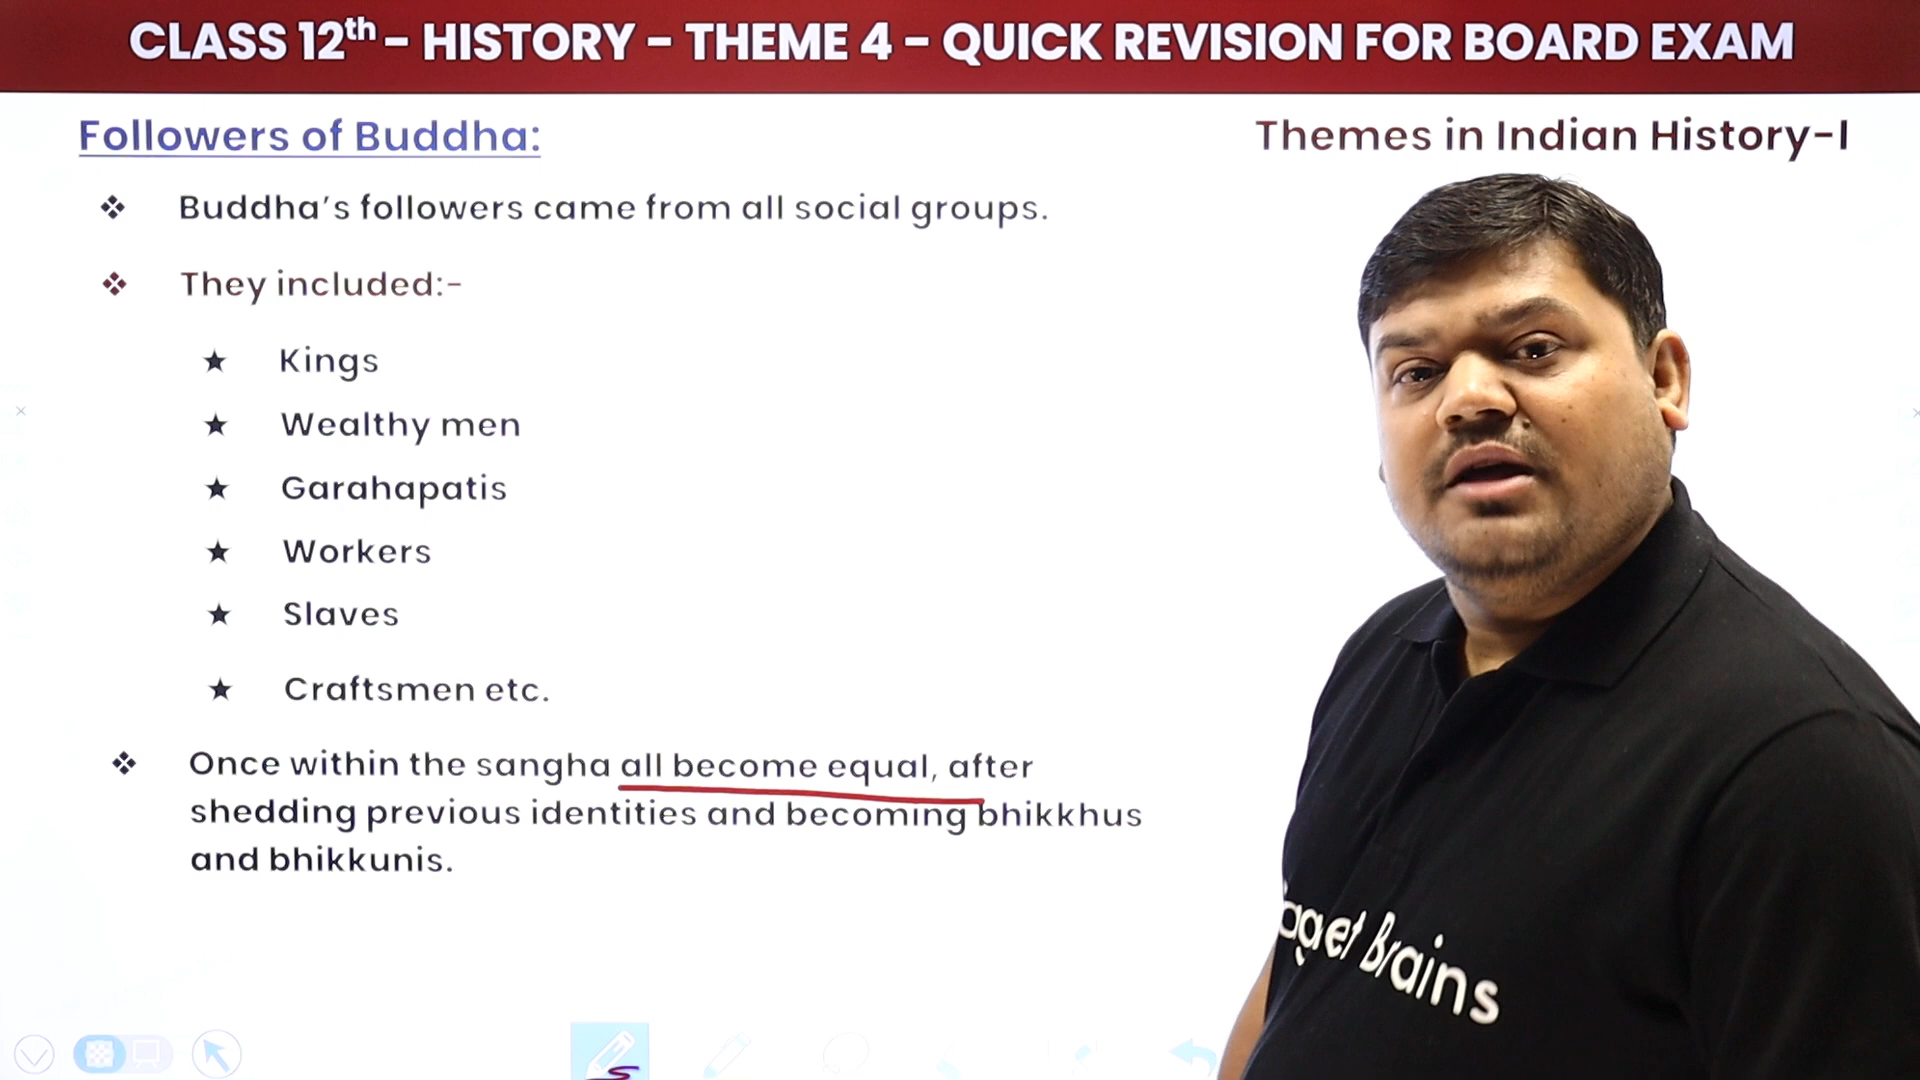 CLASS 12th - HISTORY - THEME 4 - QUICK REVISION FOR BOARD EXAM
Followers of Buddha:
Themes in Indian History-I
Buddha's followers came from all social groups.
They included:-
Kings
Wealthy men
Garahapatis
Workers
Slaves
Craftsmen etc.
Once within the sangha all become equal, after
shedding previous identities and becoming bhikkhus
and bhikkunis.
Brains